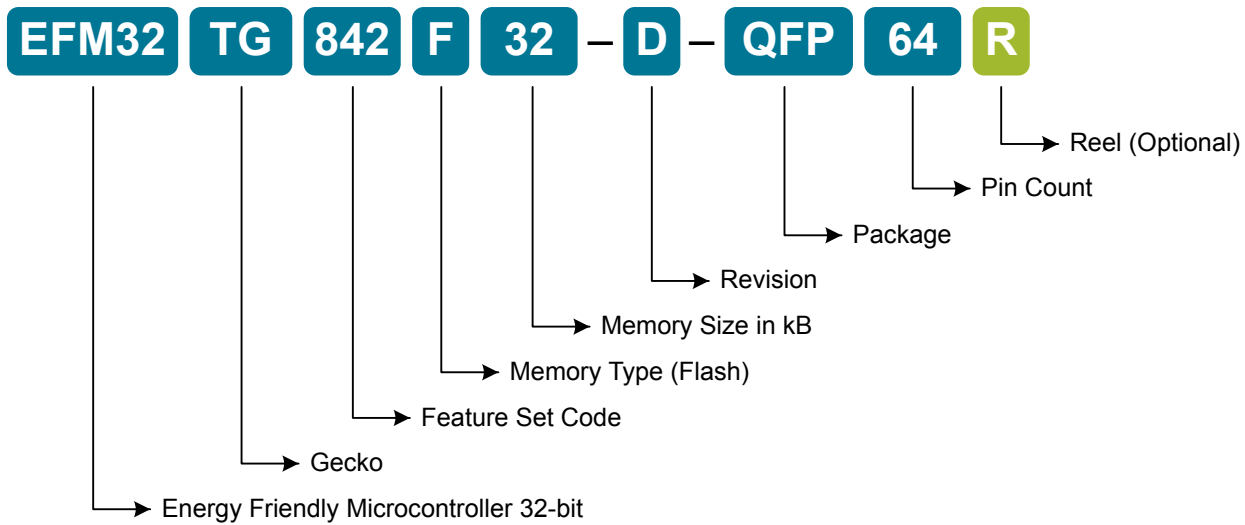 EFM32 TG 842 F 32 – D – QFP 64 R
Reel (Optional)
Pin Count
Package
Revision
Memory Size in kB
Memory Type (Flash)
Feature Set Code
Gecko
Energy Friendly Microcontroller 32-bit